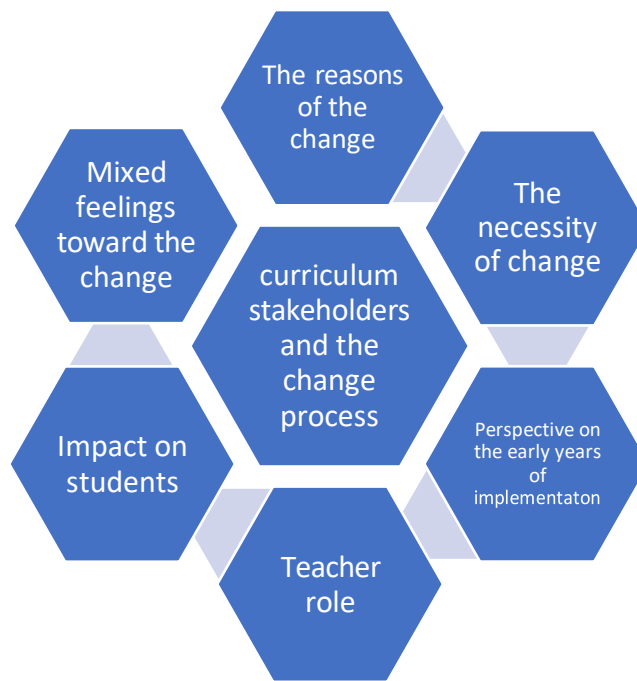 The reasons
of the
change
The
necessity
of change
Perspective on
the early years
of
implementaton
Teacher
role
Impact on
students
Mixed
feelings
toward the
change
curriculum
stakeholders
and the
change
process